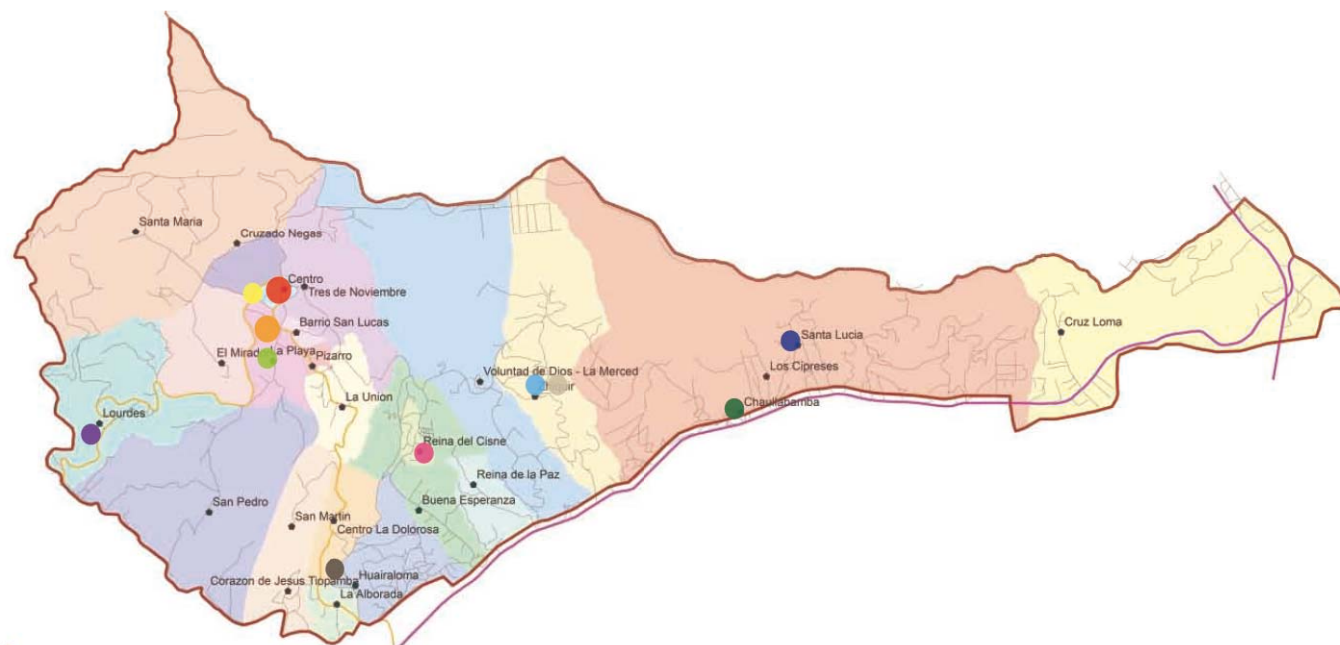 Santa Maria
Cruzado Negas
Centro
Tres de Noviembre
Barrio San Lucas
El Mirador
La Playa
Pizarro
Santa Lucia
Cruz Loma
Voluntad de Dios - La Merced
Los Cipreses
La Union
Chaullabamba
Lourdes
Reina del Cisne
Reina de la Paz
San Pedro
Buena Esperanza
San Martin
Centro La Dolorosa
Huairaloma
Corazon de Jesus Tiopamba
La Alborada